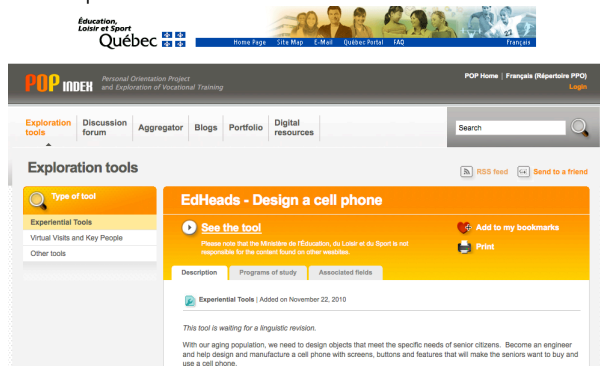 Éducation,
Loisir et Sport
Québec
Home Page Site Map E-Mail Québec Portal FAQ Français
POP INDEX Personal Orientation Project
and Exploration of Vocational Training
POP Home | Français (Répertoire PPO)
Login
Exploration
tools
Discussion
forum
Aggregator
Blogs
Portfolio
Digital
resources
Search
Exploration tools
RSS feed Send to a friend
Type of tool
Experiential Tools
Virtual Visits and Key People
Other tools
EdHeads - Design a cell phone
See the tool
Please note that the Ministère de l'Éducation, du Loisir et du Sport is not
responsible for the content found on other weabites.
Add to my bookmarks
Print
Description Programs of study Associated fields
Experiential Tools | Added on November 22, 2010
This tool is waiting for a linguistic revision.
With our aging population, we need to design objects that meet the specific needs of senior citizens. Become an engineer
and help design and manufacture a cell phone with screens, buttons and features that will make the seniors want to buy and
use a cell phone.